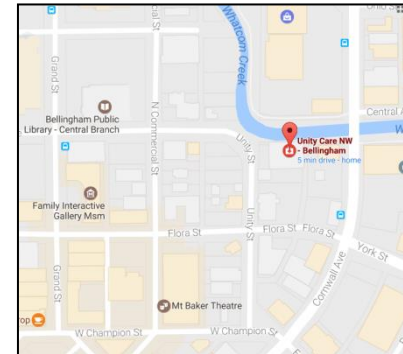 Whatcom Creek
Grand St
N Commercial St
Bellingham Public
Library - Central Branch
Unity St
Central A
Unity Care NW
- Bellingham
5 min drive - home
Family Interactive
Gallery Msm
Unity St
Flora St
Flora St
Flora St
York St
Grand St
Cornwall Ave
Mt Baker Theatre
rop
W Champion St
W Champion S